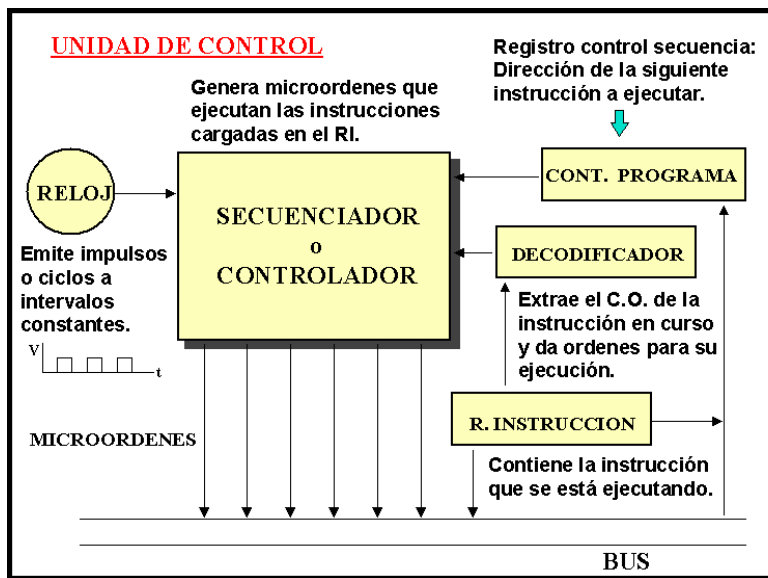 UNIDAD DE CONTROL
Registro control secuencia:
Dirección de la siguiente
instrucción a ejecutar.
Genera microordenes que
ejecutan las instrucciones
cargadas en el RI.
RELOJ
SECUENCIADOR
o
CONTROLADOR
CONT. PROGRAMA
DECODIFICADOR
Emite impulsos
o ciclos a
intervalos
constantes.
V
t
Extrae el C.O. de la
instrucción en curso
y da ordenes para su
ejecución.
R. INSTRUCCION
MICROORDENES
Contiene la instrucción
que se está ejecutando.
BUS